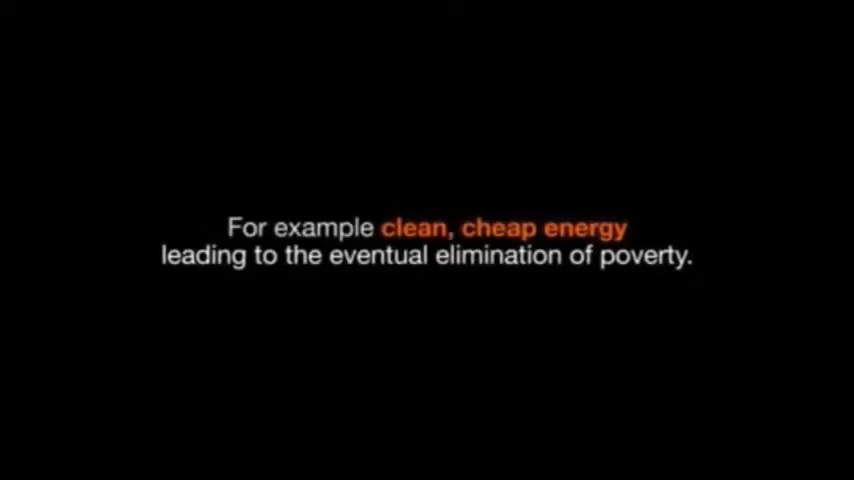 For example clean, cheap energy
leading to the eventual elimination of poverty.